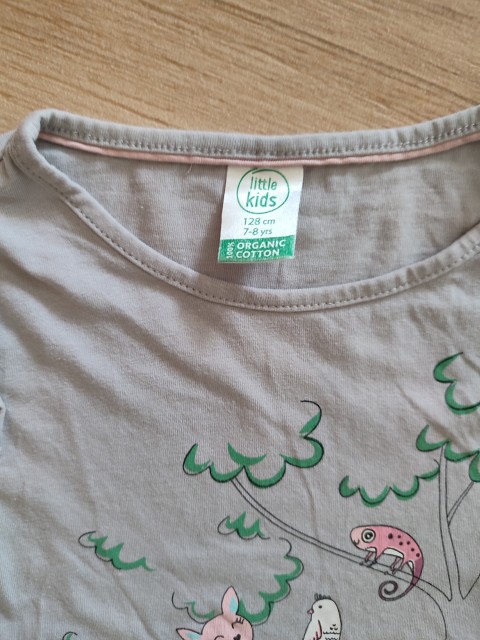 little
kids
128 cm
7-8 yrs
100% ORGANIC
COTTON